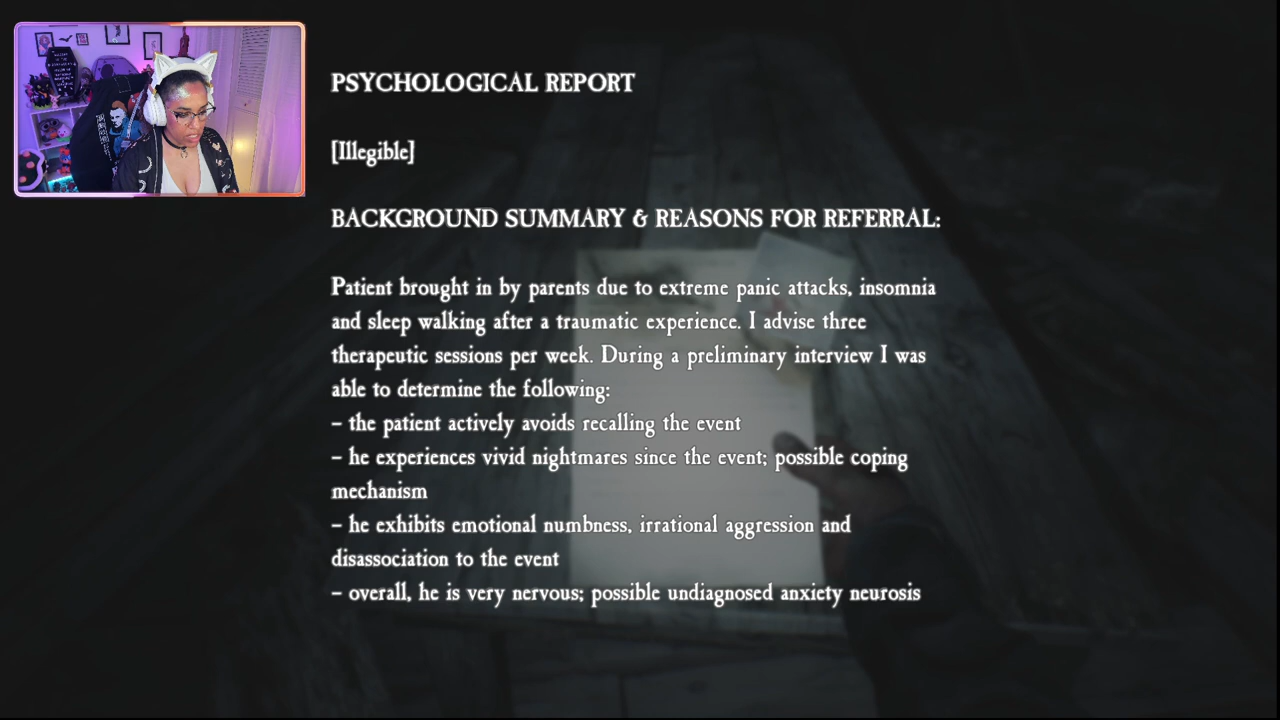 PSYCHOLOGICAL REPORT
[Illegible]
BACKGROUND SUMMARY & REASONS FOR REFERRAL:
Patient brought in by parents due to extreme panic attacks, insomnia
and sleep walking after a traumatic experience. I advise three
therapeutic sessions per week. During a preliminary interview I was
able to determine the following:
– the patient actively avoids recalling the event
– he experiences vivid nightmares since the event; possible coping
mechanism
– he exhibits emotional numbness, irrational aggression and
disassociation to the event
– overall, he is very nervous; possible undiagnosed anxiety neurosis